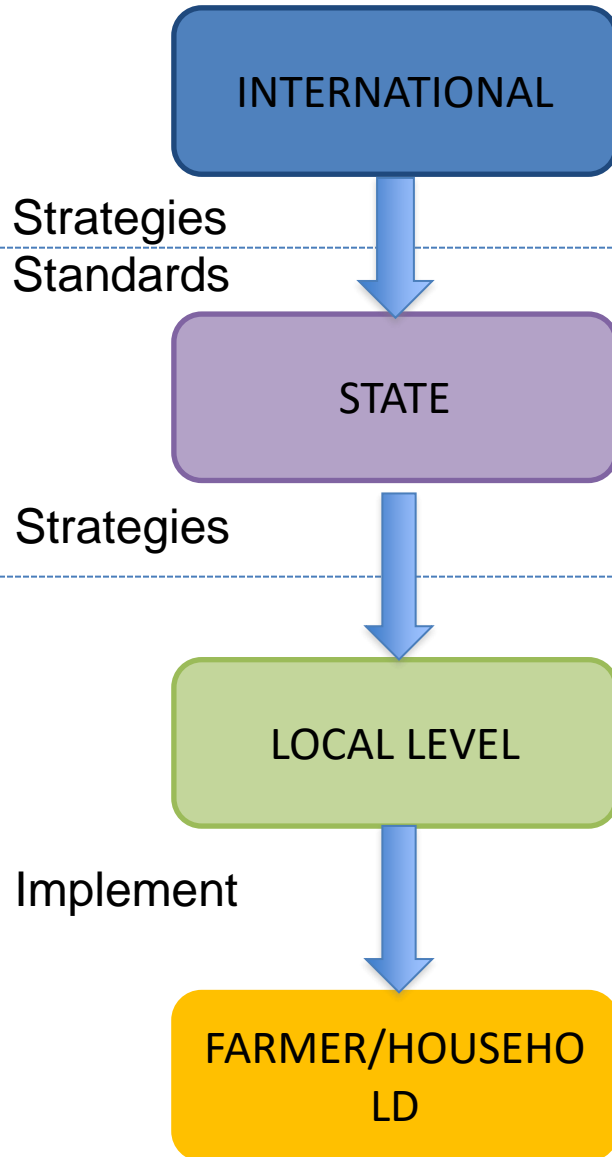 INTERNATIONAL
Strategies
Standards
STATE
Strategies
LOCAL LEVEL
Implement
FARMER/HOUSEHO
LD